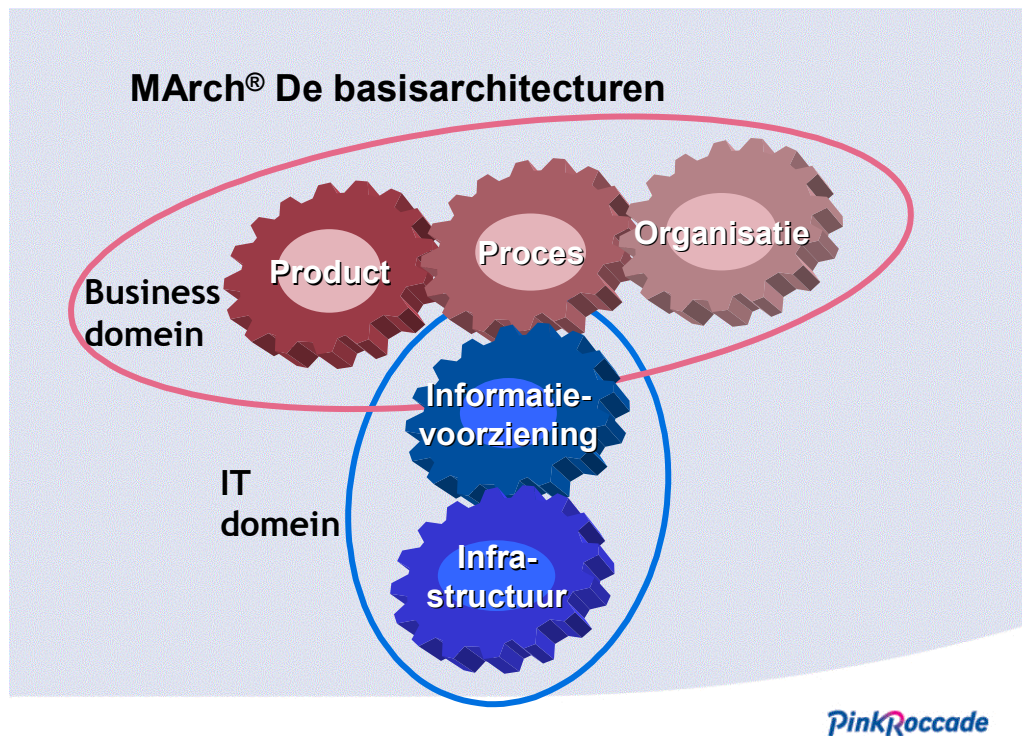 MArch® De basisarchitecturen
Product
Proces
Organisatie
Business
domein
Informatie-
voorziening
IT
domein
Infra-
structuur
PinkRoccade